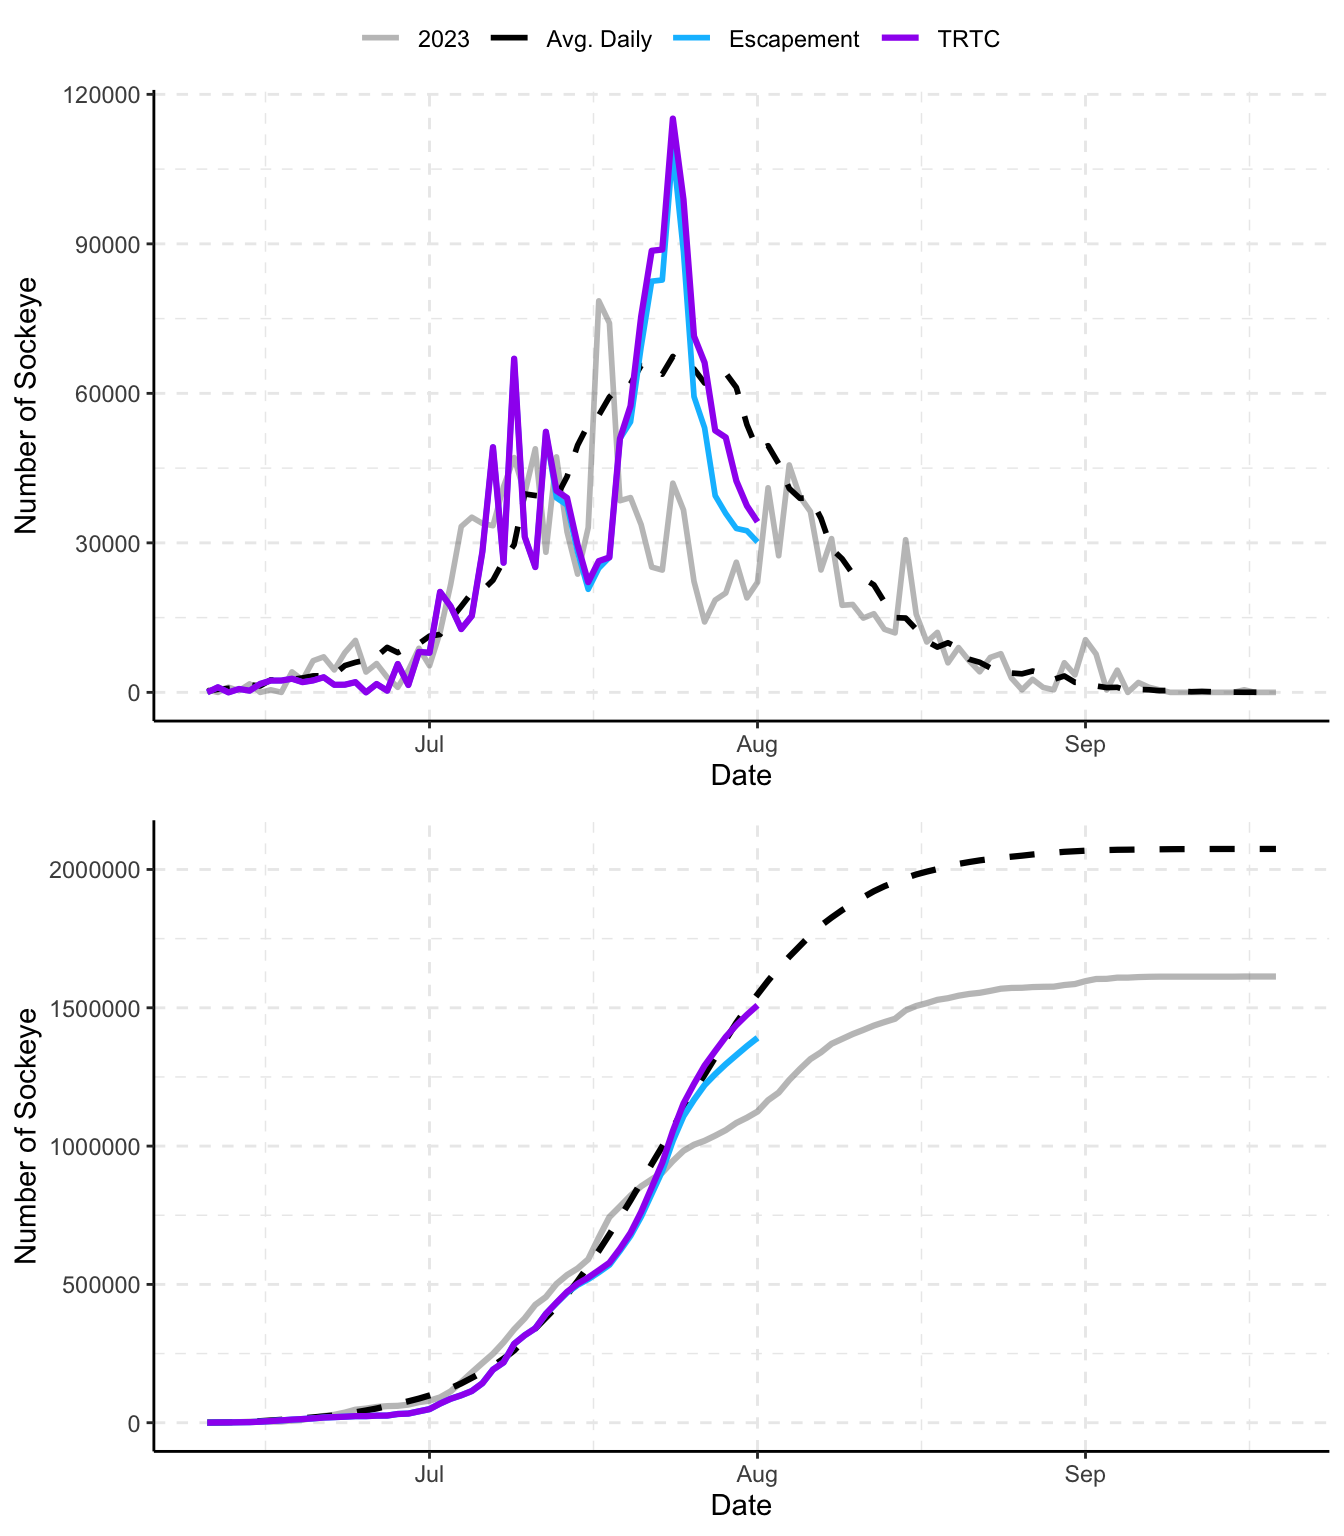 2023 Avg. Daily Escapement TRTC
120000
90000
60000
30000
0
Number of Sockeye
Jul Aug Sep
Date
2000000
1500000
1000000
500000
0
Number of Sockeye
Jul Aug Sep
Date